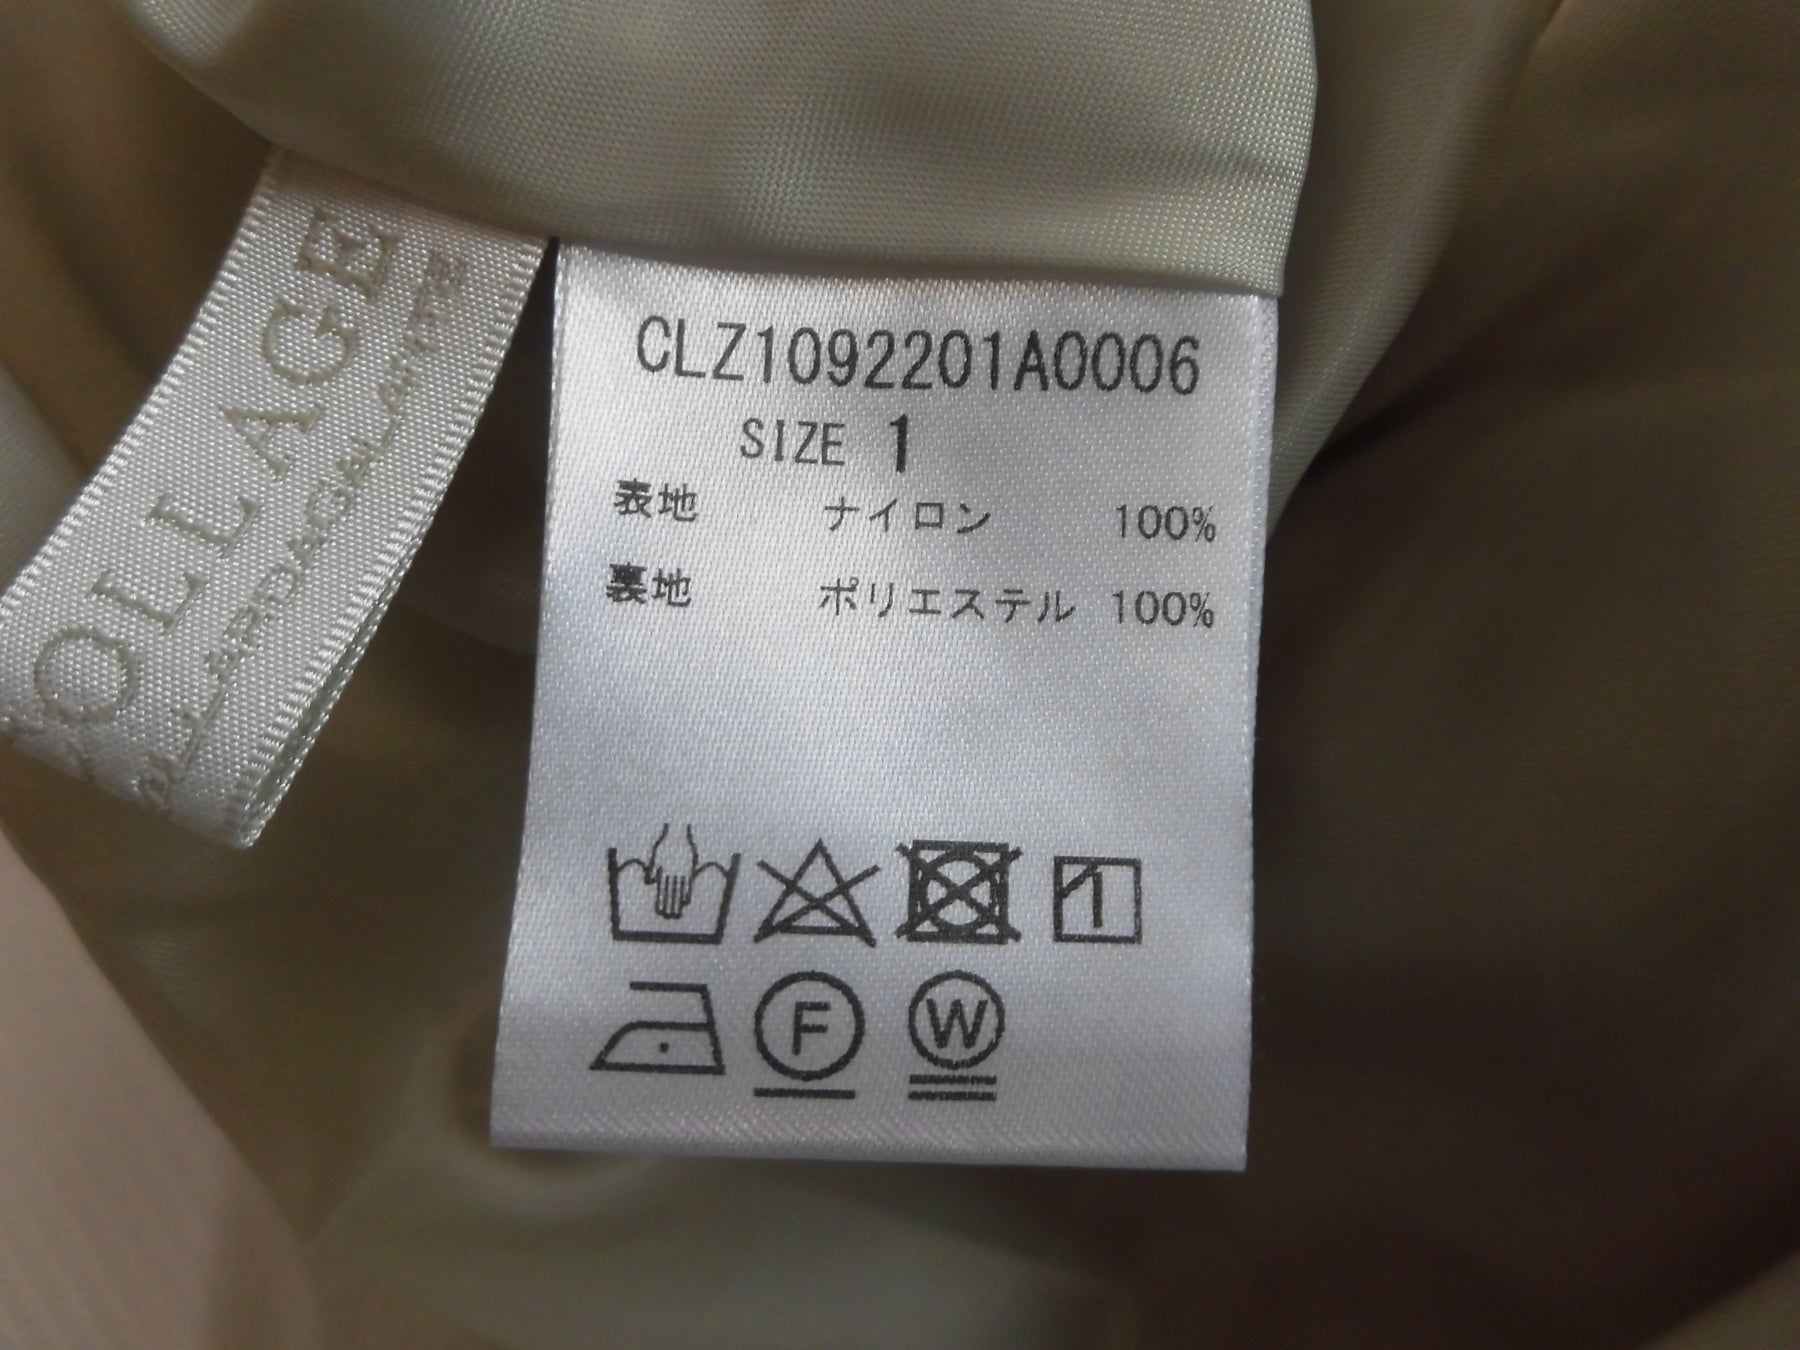 CLZ1092201A0006
SIZE 1
表地 ナイロン 100%
裏地 ポリエステル 100%
1
F
W
OLLAGE